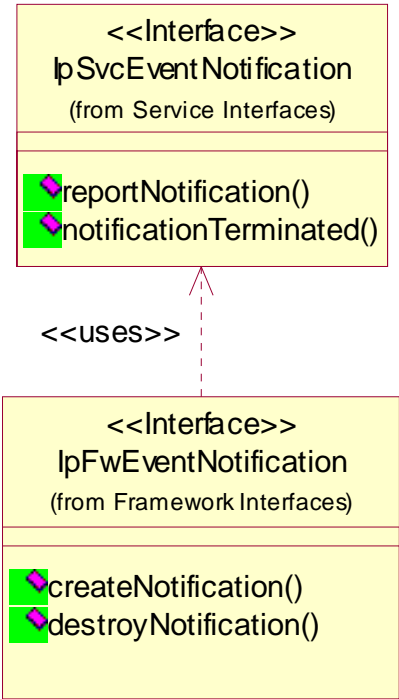 <<Interface>>
IpSvcEventNotification
(from Service Interfaces)
reportNotification()
notificationTerminated()
<<uses>>
<<Interface>>
IpFwEventNotification
(from Framework Interfaces)
createNotification()
destroyNotification()